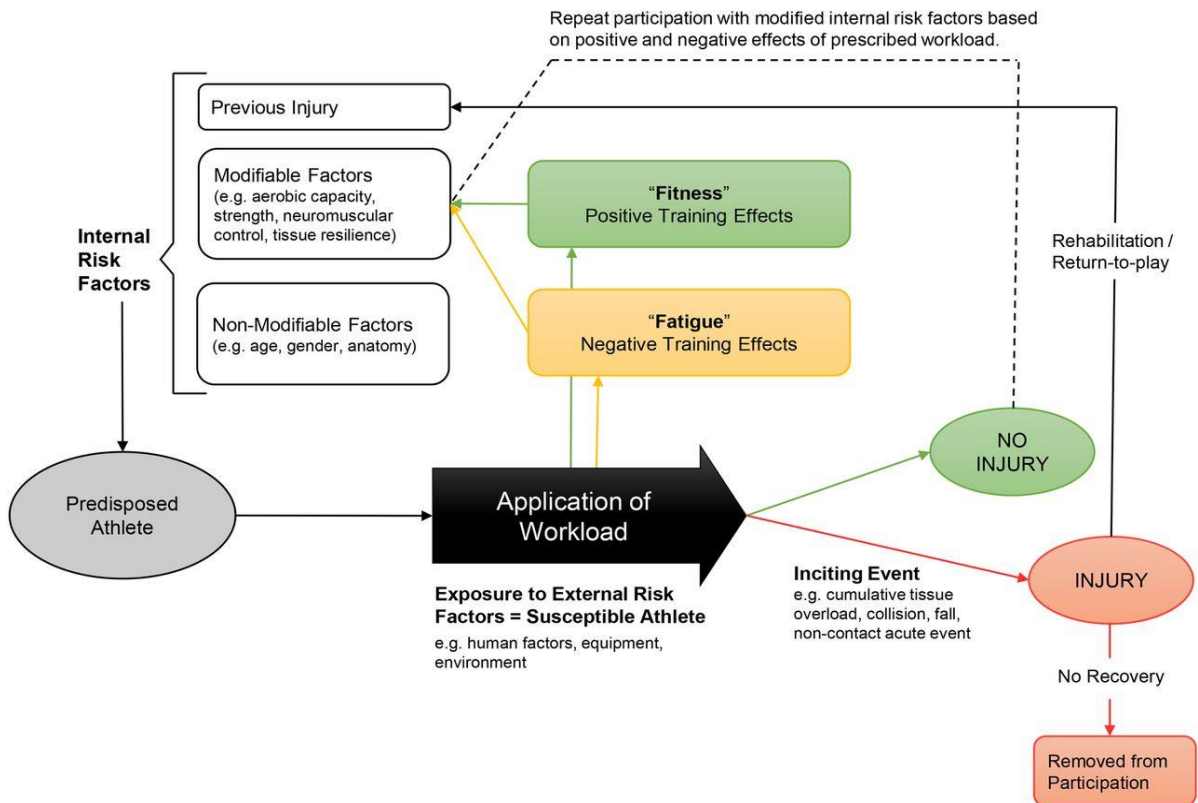 Repeat participation with modified internal risk factors based
on positive and negative effects of prescribed workload.
Previous Injury
Modifiable Factors
(e.g. aerobic capacity,
strength, neuromuscular
control, tissue resilience)
Internal
Risk
Factors
Non-Modifiable Factors
(e.g. age, gender, anatomy)
“Fitness”
Positive Training Effects
“Fatigue”
Negative Training Effects
Rehabilitation /
Return-to-play
Predisposed
Athlete
Application of
Workload
NO
INJURY
Exposure to External Risk
Factors = Susceptible Athlete
e.g. human factors, equipment,
environment
Inciting Event
e.g. cumulative tissue
overload, collision, fall,
non-contact acute event
INJURY
No Recovery
Removed from
Participation